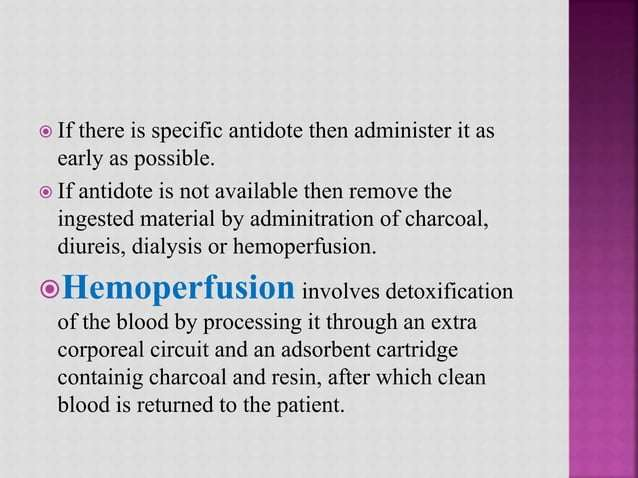 If there is specific antidote then administer it as
early as possible.
If antidote is not available then remove the
ingested material by adminitration of charcoal,
diureis, dialysis or hemoperfusion.
Hemoperfusion involves detoxification
of the blood by processing it through an extra
corporeal circuit and an adsorbent cartridge
containig charcoal and resin, after which clean
blood is returned to the patient.